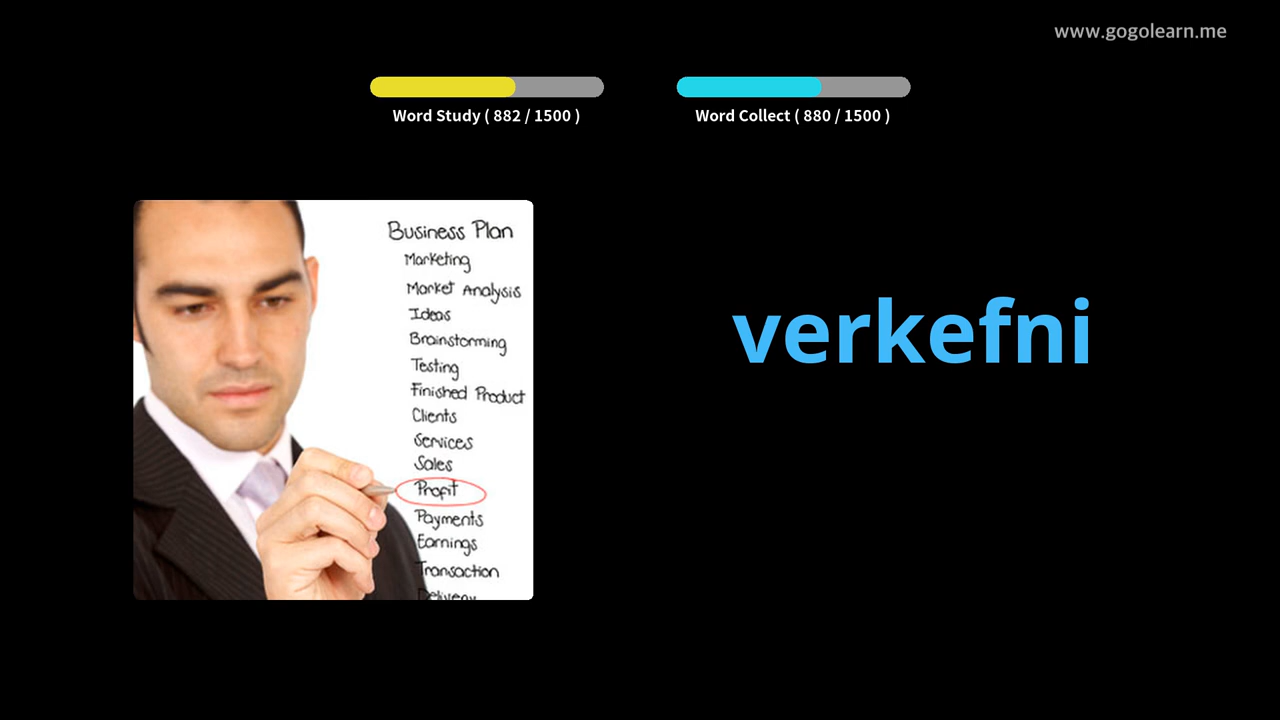 www.gogolearn.me
Word Study ( 882 / 1500 )
Word Collect ( 880 / 1500 )
Business Plan
Marketing
Market Analysis
Ideas
Brainstorming
Testing
Finished Product
Clients
Services
Sales
Profit
Payments
Earnings
Transaction
Delivery
verkefni